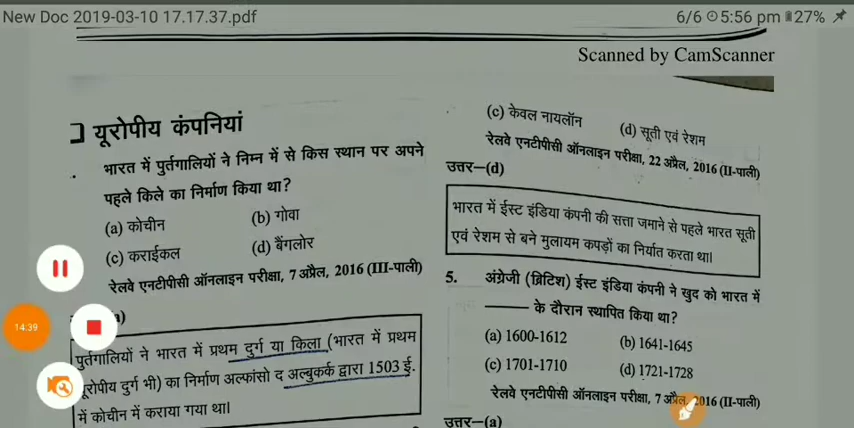 New Doc 2019-03-10 17.17.37.pdf
6/6 5:56 pm 27%
Scanned by CamScanner
यूरोपीय कंपनियां
भारत में पुर्तगालियों ने निम्न में से किस स्थान पर अपने
पहले किले का निर्माण किया था?
(a) कोचीन (b) गोवा
(c) कराईकल (d) बैंगलोर
रेलवे एनटीपीसी ऑनलाइन परीक्षा, 7 अप्रैल, 2016 (III-पाली)
a)
पुर्तगालियों ने भारत में प्रथम दुर्ग या किला (भारत में प्रथम
यूरोपीय दुर्ग भी) का निर्माण अल्फांसो द अल्बुकर्क द्वारा 1503 ई.
में कोचीन में कराया गया था।
14:39
(c) केवल नायलॉन (d) सूती एवं रेशम
रेलवे एनटीपीसी ऑनलाइन परीक्षा, 22 अप्रैल, 2016 (II-पाली)
उत्तर—(d)
भारत में ईस्ट इंडिया कंपनी की सत्ता जमाने से पहले भारत सूती
एवं रेशम से बने मुलायम कपड़ों का निर्यात करता था।
5. अंग्रेजी (ब्रिटिश) ईस्ट इंडिया कंपनी ने खुद को भारत में
के दौरान स्थापित किया था?
(a) 1600-1612 (b) 1641-1645
(c) 1701-1710 (d) 1721-1728
रेलवे एनटीपीसी ऑनलाइन परीक्षा, 7 अप्रैल, 2016 (II-पाली)
उत्तर—(a)